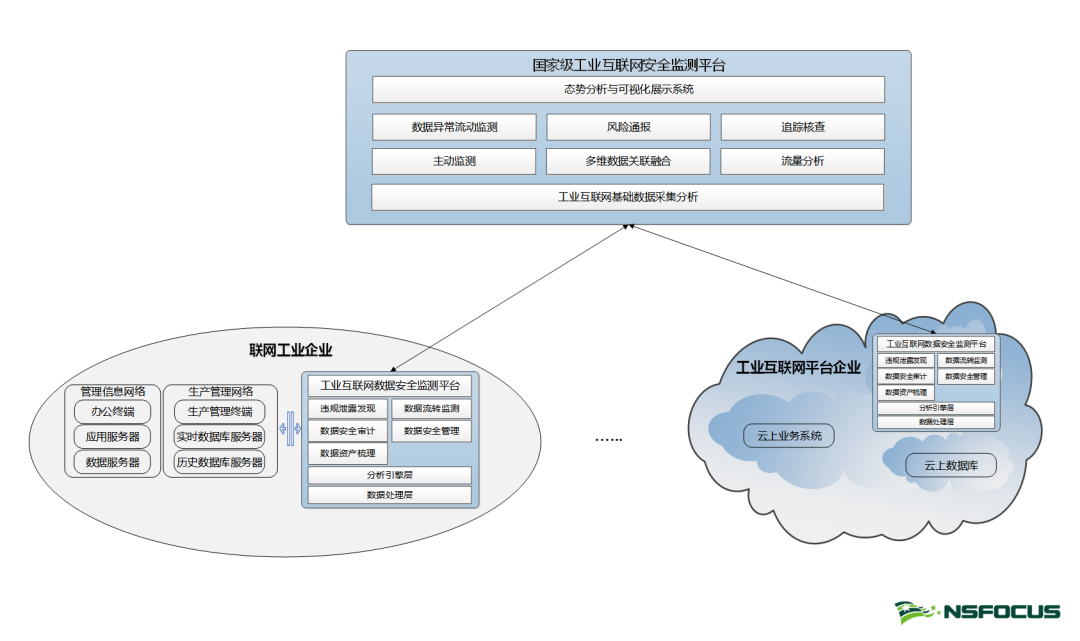 国家级工业互联网安全监测平台
态势分析与可视化展示系统
数据异常流动监测
风险通报
追踪核查
主动监测
多维数据关联融合
流量分析
工业互联网基础数据采集分析
联网工业企业
管理信息网络
办公终端
应用服务器
数据服务器
生产管理网络
生产管理终端
实时数据库服务器
历史数据库服务器
工业互联网数据安全监测平台
违规泄露发现
数据流转监测
数据安全审计
数据安全管理
数据资产梳理
分析引擎层
数据处理层
……
工业互联网平台企业
云上业务系统
云上数据库
工业互联网数据安全监测平台
违规泄露发现
数据流转监测
数据安全审计
数据安全管理
数据资产梳理
分析引擎层
数据处理层
NSFOCUS